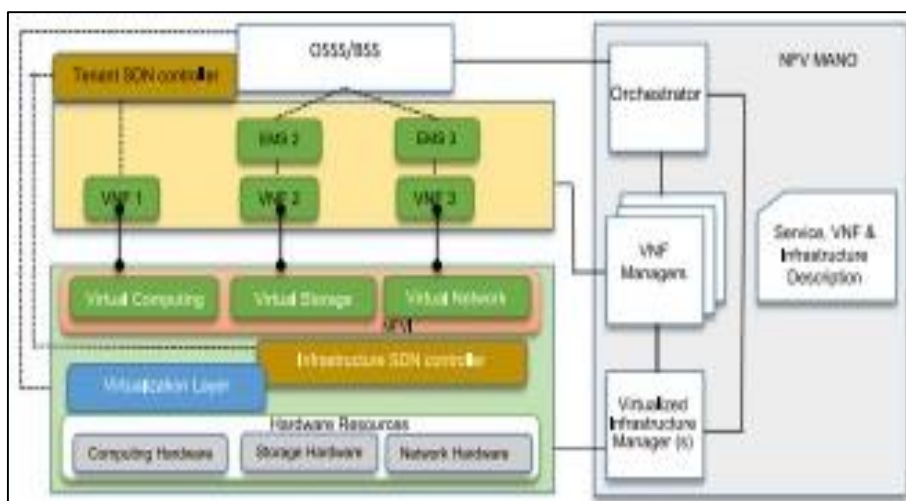 OSSS/BSS
NFV MANO
Tenant SDN controller
Orchestrator
EMS 2
EMS 3
VNF 1
VNF 2
VNF 3
VNF
Managers
Service, VNF &
Infrastructure
Description
Virtual Computing
Virtual Storage
Virtual Network
NFVI
Infrastructure SDN controller
Virtualization Layer
Virtualized
Infrastructure
Manager (s)
Hardware Resources
Computing Hardware
Storage Hardware
Network Hardware